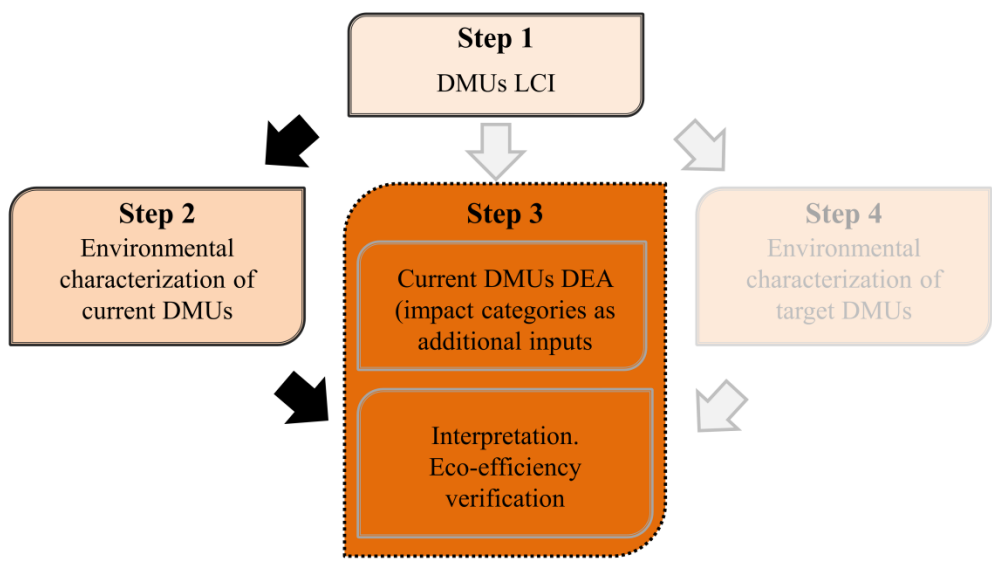 Step 1
DMUs LCI
Step 2
Environmental
characterization of
current DMUs
Step 3
Current DMUs DEA
(impact categories as
additional inputs
Interpretation.
Eco-efficiency
verification
Step 4
Environmental
characterization of
target DMUs